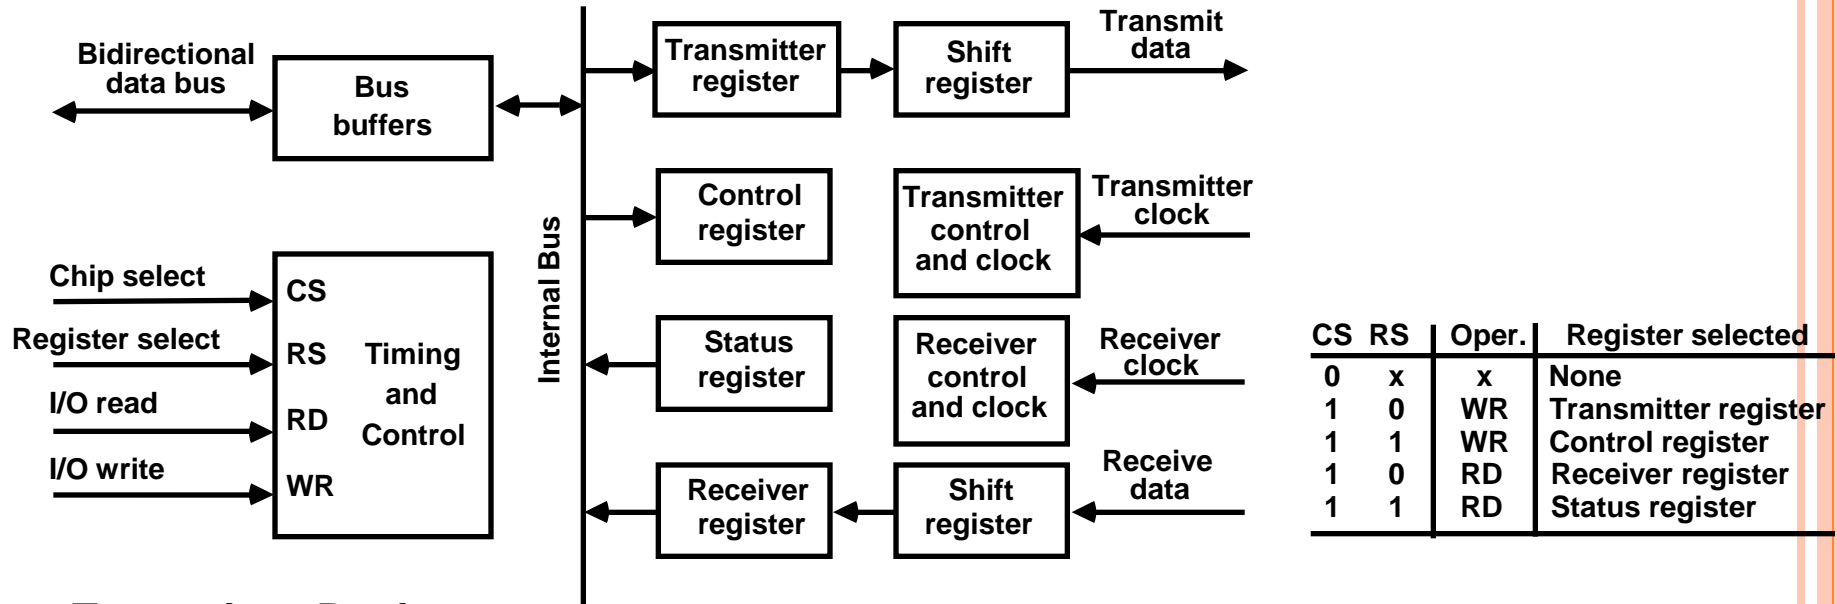 Bidirectional
data bus
Bus
buffers
Chip select
Register select
I/O read
I/O write
CS
RS
RD
WR
Timing
and
Control
Internal Bus
Transmitter
register
Shift
register
Transmit
data
Control
register
Transmitter
control
and clock
Transmitter
clock
Status
register
Receiver
control
and clock
Receiver
clock
Receiver
register
Shift
register
Receive
data
CS RS Oper. Register selected
0 x x None
1 0 WR Transmitter register
1 1 WR Control register
1 0 RD Receiver register
1 1 RD Status register